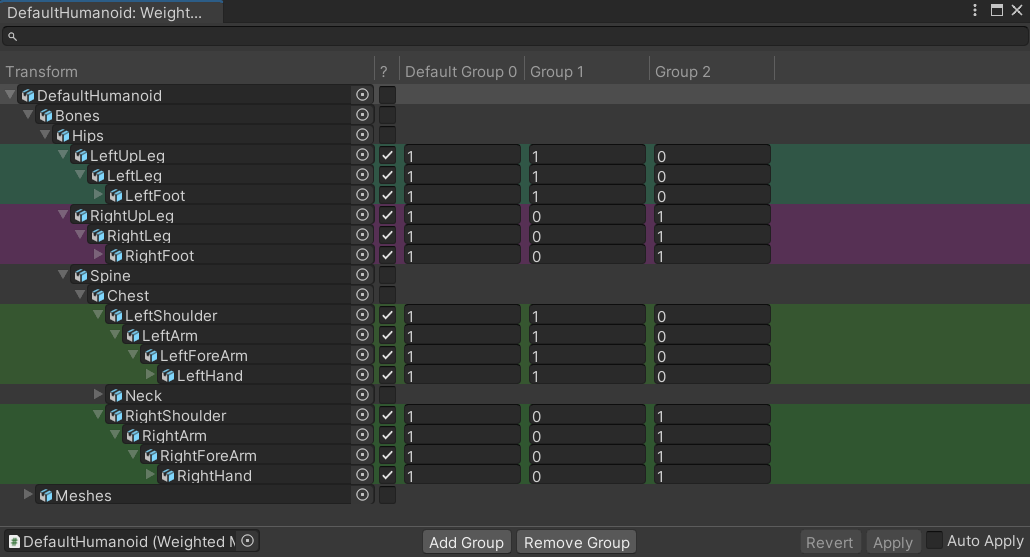 DefaultHumanoid: Weight...
Transform ? Default Group 0 Group 1 Group 2
DefaultHumanoid
Bones
Hips
LeftUpLeg 1 1 0
LeftLeg 1 1 0
LeftFoot 1 1 0
RightUpLeg 1 0 1
RightLeg 1 0 1
RightFoot 1 0 1
Spine
Chest
LeftShoulder 1 1 0
LeftArm 1 1 0
LeftForeArm 1 1 0
LeftHand 1 1 0
Neck
RightShoulder 1 0 1
RightArm 1 0 1
RightForeArm 1 0 1
RightHand 1 0 1
Meshes
DefaultHumanoid (Weighted M Add Group Remove Group Revert Apply Auto Apply